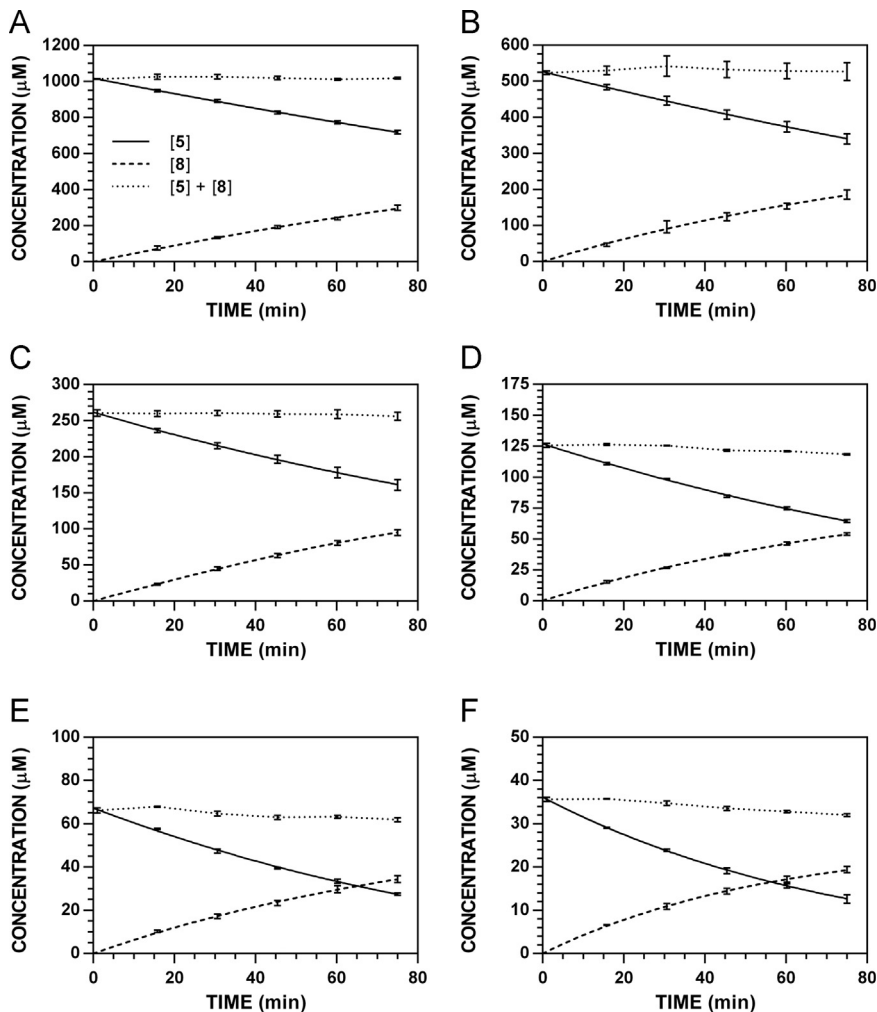 A
CONCENTRATION (μM)
1200
1000
800
600
400
200
0
[5]
[8]
[5] + [8]
0 20 40 60 80
TIME (min)
B
CONCENTRATION (μM)
600
500
400
300
200
100
0
0 20 40 60 80
TIME (min)
C
CONCENTRATION (μM)
300
250
200
150
100
50
0
0 20 40 60 80
TIME (min)
D
CONCENTRATION (μM)
175
150
125
100
75
50
25
0
0 20 40 60 80
TIME (min)
E
CONCENTRATION (μM)
100
80
60
40
20
0
0 20 40 60 80
TIME (min)
F
CONCENTRATION (μM)
50
40
30
20
10
0
0 20 40 60 80
TIME (min)